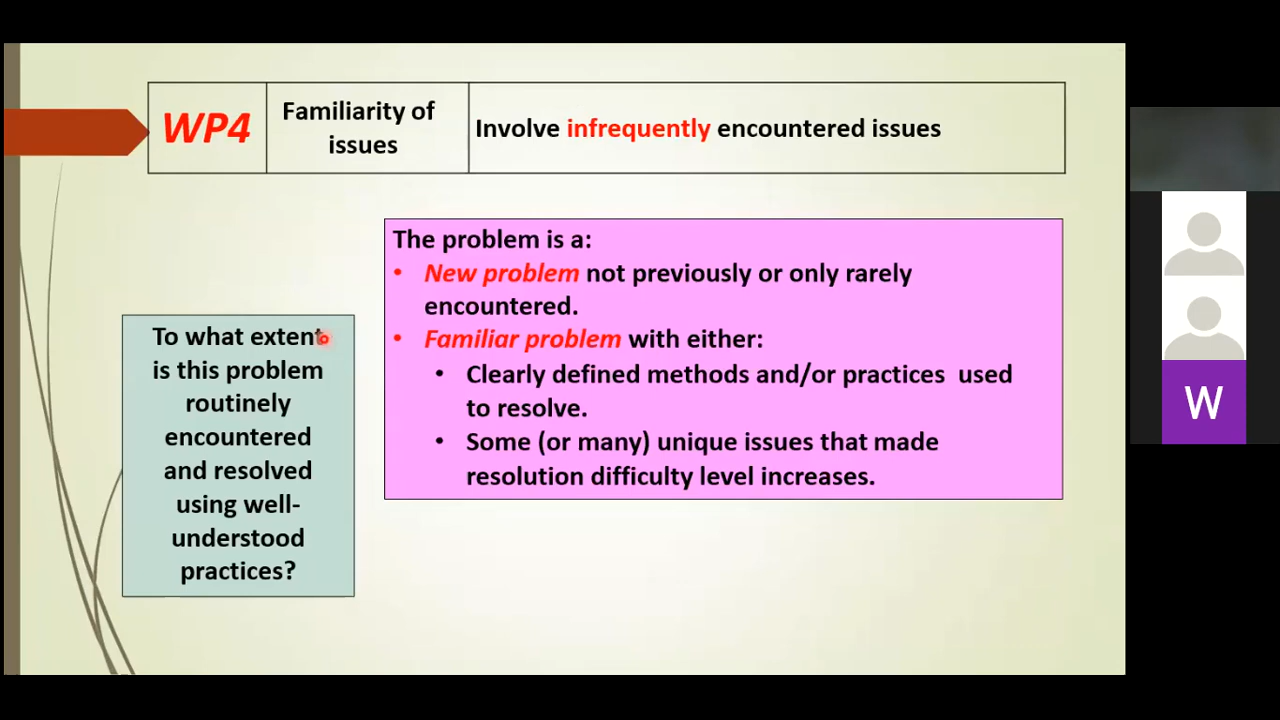 WP4
Familiarity of
issues
Involve infrequently encountered issues
The problem is a:
• New problem not previously or only rarely
encountered.
• Familiar problem with either:
• Clearly defined methods and/or practices used
to resolve.
• Some (or many) unique issues that made
resolution difficulty level increases.
To what extent
is this problem
routinely
encountered
and resolved
using well-
understood
practices?
W